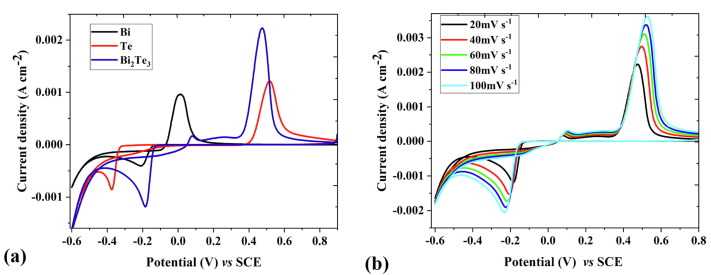 Current density (A cm-2)
0.002
0.001
0.000
-0.001
Bi
Te
Bi2Te3
-0.6 -0.4 -0.2 0.0 0.2 0.4 0.6 0.8
Potential (V) vs SCE
(a)
Current density (A cm-2)
0.004
0.003
0.002
0.001
0.000
-0.001
-0.002
20mV s-1
40mV s-1
60mV s-1
80mV s-1
100mV s-1
-0.6 -0.4 -0.2 0.0 0.2 0.4 0.6 0.8
Potential (V) vs SCE
(b)